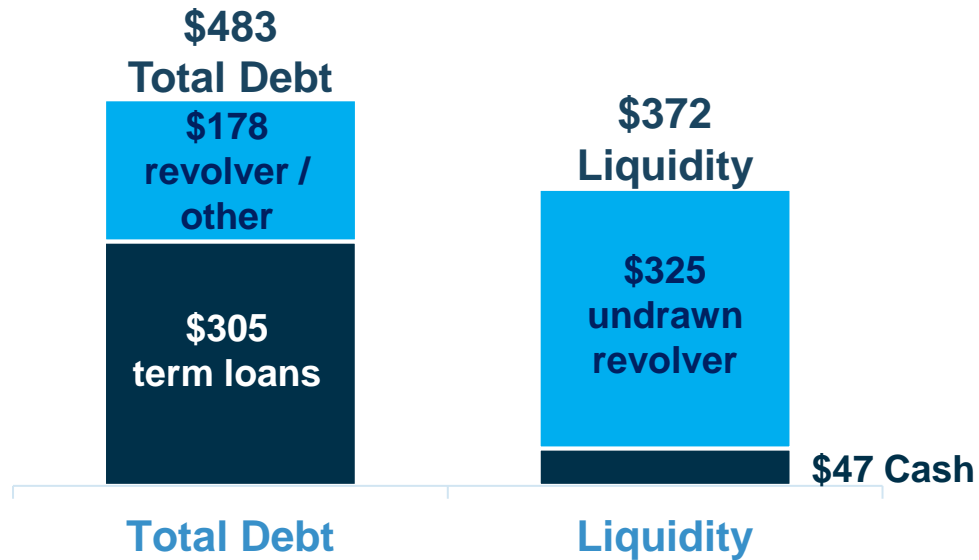 $483
Total Debt
$178
revolver /
other
$305
term loans
$372
Liquidity
$325
undrawn
revolver
$47 Cash
Total Debt
Liquidity